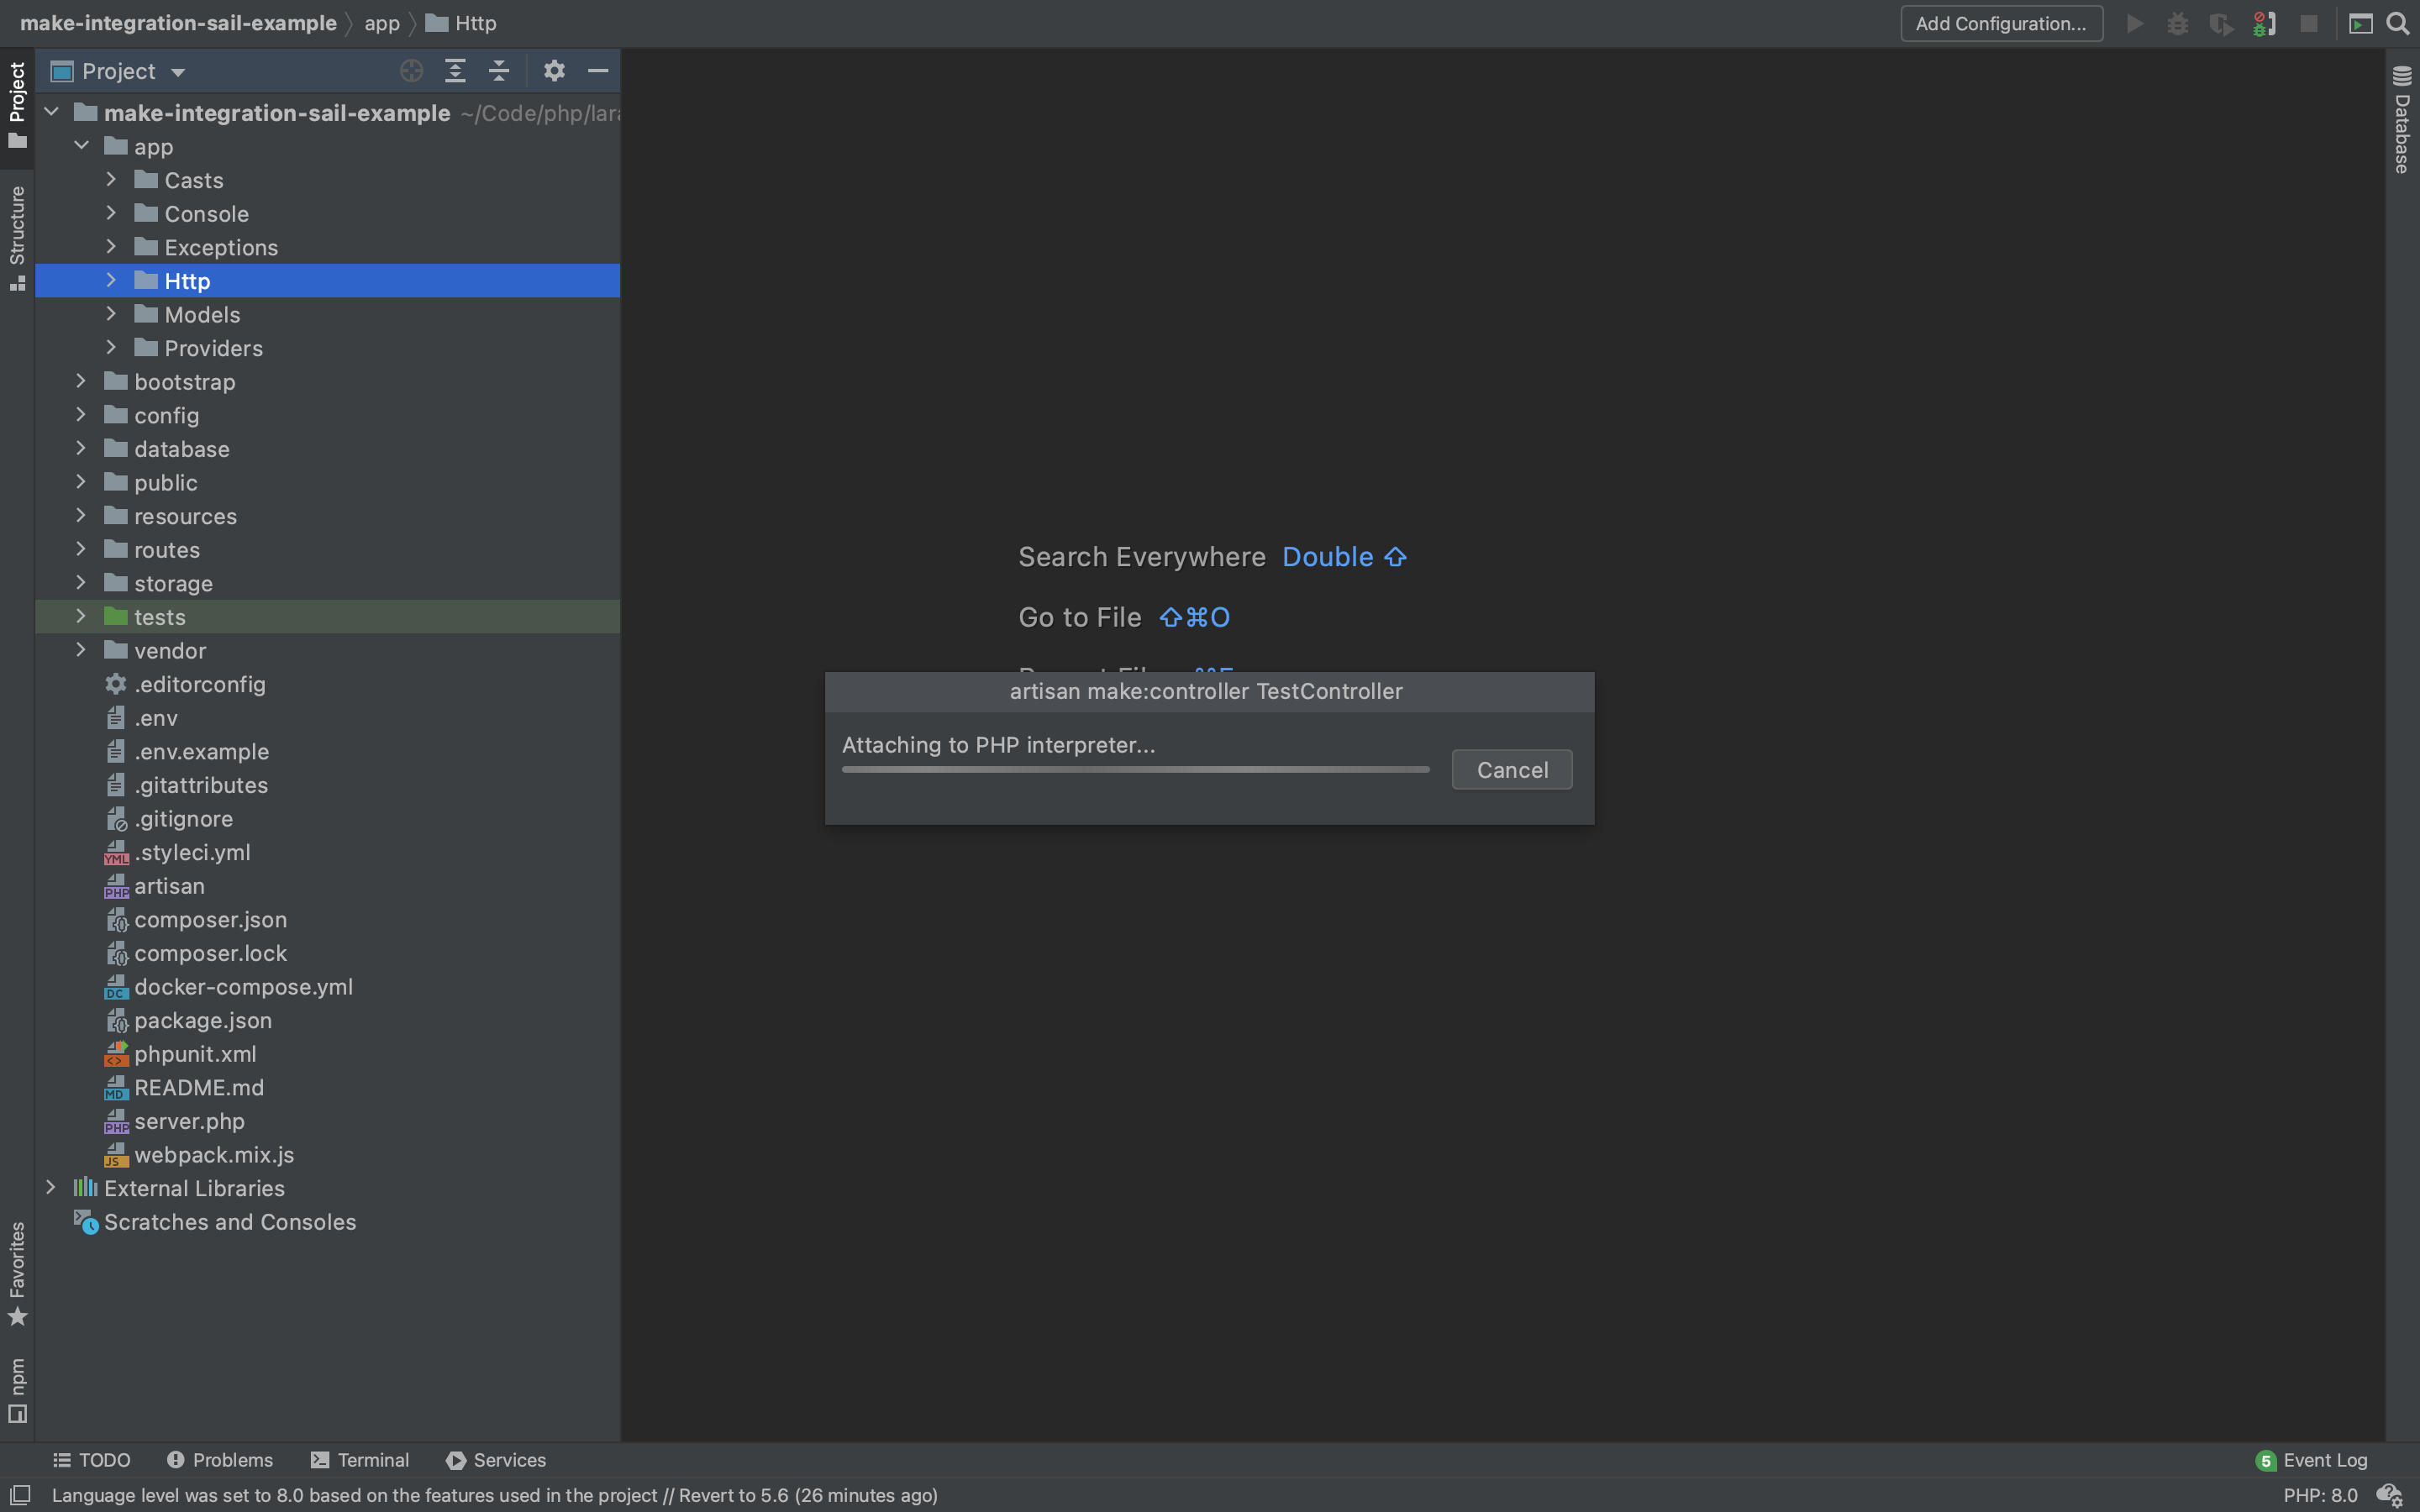 make-integration-sail-example app Http
Add Configuration...
Project
Project
make-integration-sail-example ~/Code/php/lar
app
Casts
Console
Exceptions
Http
Models
Providers
bootstrap
config
database
public
resources
routes
storage
tests
vendor
.editorconfig
.env
.env.example
.gitattributes
.gitignore
.styleci.yml
artisan
composer.json
composer.lock
docker-compose.yml
package.json
phpunit.xml
README.md
server.php
webpack.mix.js
External Libraries
Scratches and Consoles
Structure
Favorites
npm
Search Everywhere Double ⇧
Go to File ⇧⌘O
artisan make:controller TestController
Attaching to PHP interpreter...
Cancel
Database
TODO Problems Terminal Services
5 Event Log
Language level was set to 8.0 based on the features used in the project // Revert to 5.6 (26 minutes ago)
PHP: 8.0